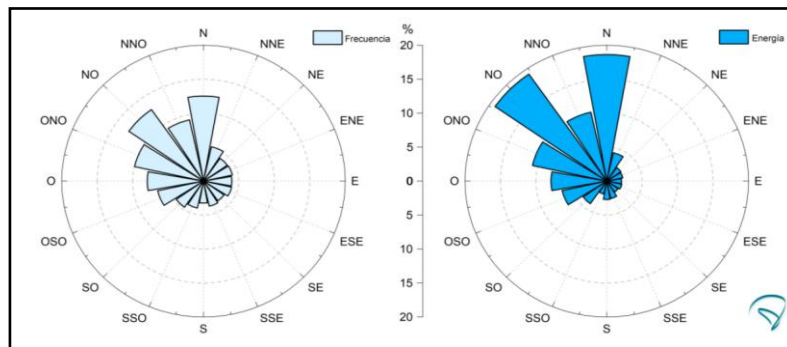 N
NNO
NNE
NO
NE
ONO
ENE
O
E
OSO
ESE
SO
SE
SSO
SSE
S
Frecuencia
%
20
15
10
5
0
5
10
15
20
N
NNO
NNE
NO
NE
ONO
ENE
O
E
OSO
ESE
SO
SE
SSO
SSE
S
Energía